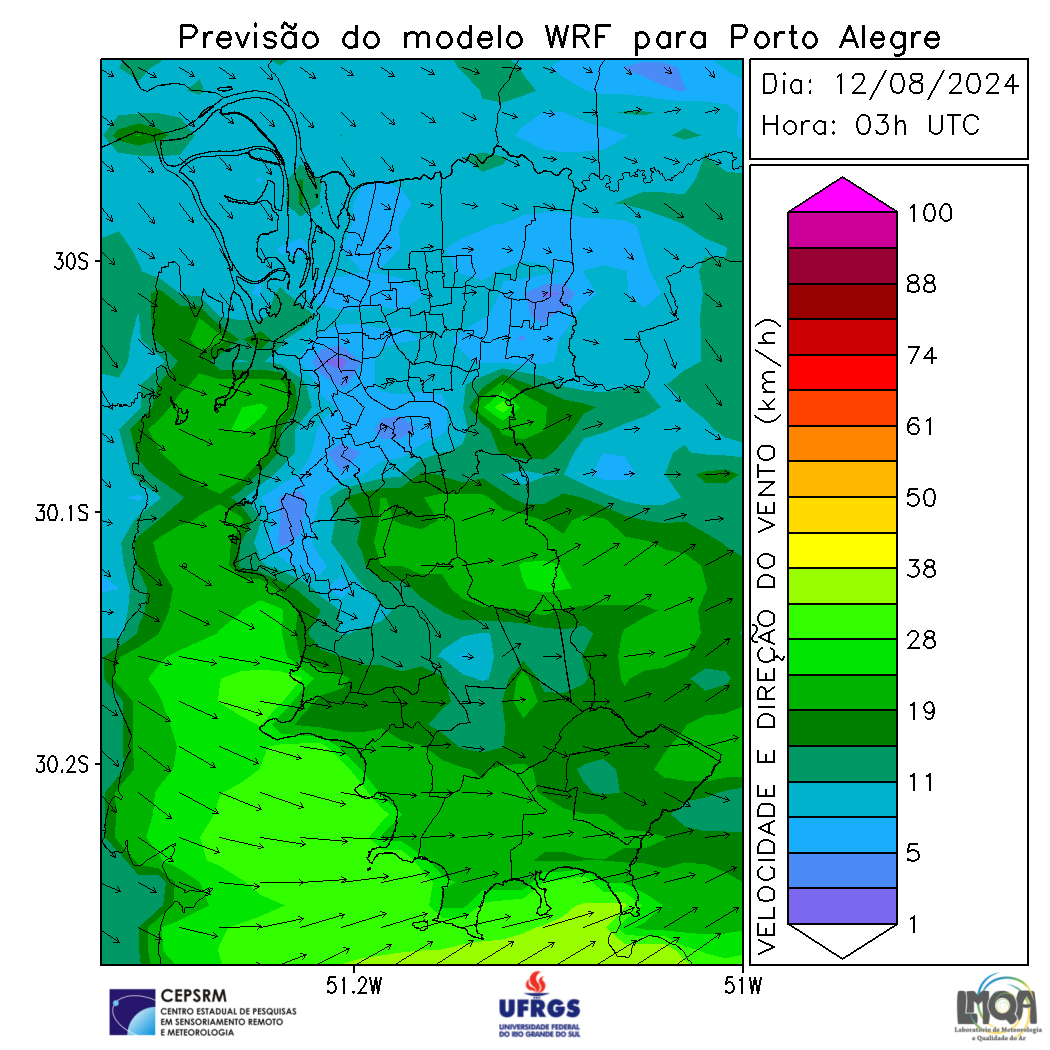 Previsão do modelo WRF para Porto Alegre
Dia: 12/08/2024
Hora: 03h UTC
30S
30.1S
30.2S
51.2W
51W
VELOCIDADE E DIREÇÃO DO VENTO (km/h)
100
88
74
61
50
38
28
19
11
5
1
CEPSRM
CENTRO ESTADUAL DE PESQUISAS
EM SENSORIAMENTO REMOTO
E METEOROLOGIA
UFRGS
UNIVERSIDADE FEDERAL
DO RIO GRANDE DO SUL
LMQA
Laboratório de Meteorologia
e Qualidade do Ar